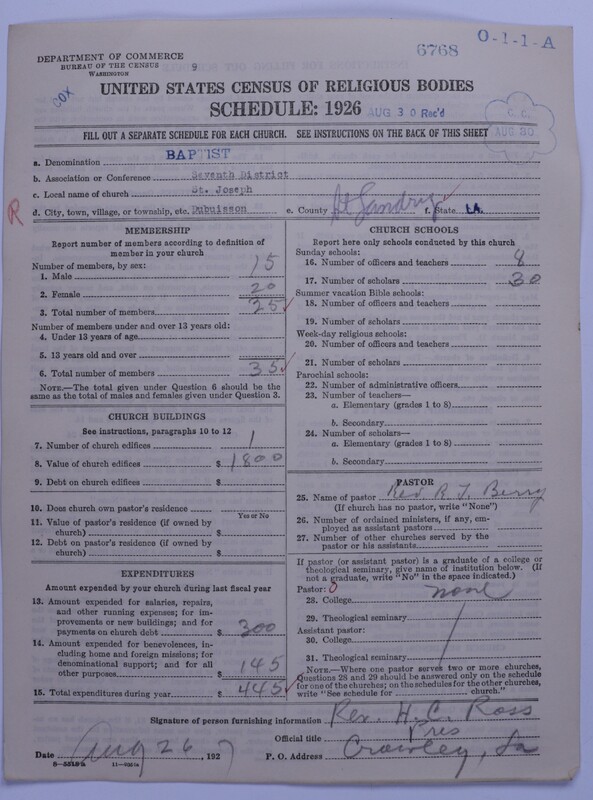 6768
O-1-1-A
DEPARTMENT OF COMMERCE
BUREAU OF THE CENSUS
WASHINGTON
9
COX
UNITED STATES CENSUS OF RELIGIOUS BODIES
SCHEDULE: 1926
AUG 30 Rec'd
C. C.
AUG 30
FILL OUT A SEPARATE SCHEDULE FOR EACH CHURCH. SEE INSTRUCTIONS ON THE BACK OF THIS SHEET
a. Denomination BAPTIST
b. Association or Conference Seventh District
c. Local name of church St. Joseph
R
d. City, town, village, or township, etc. Dubuisson e. County St Landry f. State LA.
MEMBERSHIP
Report number of members according to definition of member in your church
Number of members, by sex:
1. Male 15
2. Female 20
3. Total number of members 35
Number of members under and over 13 years old:
4. Under 13 years of age
5. 13 years old and over
6. Total number of members 35
NOTE.—The total given under Question 6 should be the same as the total of males and females given under Question 3.
CHURCH BUILDINGS
See instructions, paragraphs 10 to 12
7. Number of church edifices 1
8. Value of church edifices $ 1800
9. Debt on church edifices $
10. Does church own pastor's residence
Yes or No
11. Value of pastor's residence (if owned by church) $
12. Debt on pastor's residence (if owned by church) $
EXPENDITURES
Amount expended by your church during last fiscal year
13. Amount expended for salaries, repairs, and other running expenses; for improvements or new buildings; and for payments on church debt $ 300
14. Amount expended for benevolences, including home and foreign missions; for denominational support; and for all other purposes $ 145
15. Total expenditures during year $ 445
CHURCH SCHOOLS
Report here only schools conducted by this church
Sunday schools:
16. Number of officers and teachers 8
17. Number of scholars 30
Summer vacation Bible schools:
18. Number of officers and teachers
19. Number of scholars
Week-day religious schools:
20. Number of officers and teachers
21. Number of scholars
Parochial schools:
22. Number of administrative officers
23. Number of teachers—
a. Elementary (grades 1 to 8)
b. Secondary
24. Number of scholars—
a. Elementary (grades 1 to 8)
b. Secondary
PASTOR
25. Name of pastor Rev. R. T. Berry
(If church has no pastor, write "None")
26. Number of ordained ministers, if any, employed as assistant pastors
27. Number of other churches served by the pastor or his assistants
If pastor (or assistant pastor) is a graduate of a college or theological seminary, give name of institution below. (If not a graduate, write "No" in the space indicated.)
Pastor: 0
28. College none
29. Theological seminary
Assistant pastor:
30. College
31. Theological seminary
NOTE.—Where one pastor serves two or more churches, Questions 28 and 29 should be answered only on the schedule for one of the churches; on the schedules for the other churches, write "See schedule for church."
Signature of person furnishing information Rev. H. C. Ross
Official title Pres
Date Aug 26, 1927 P. O. Address Crowley, La